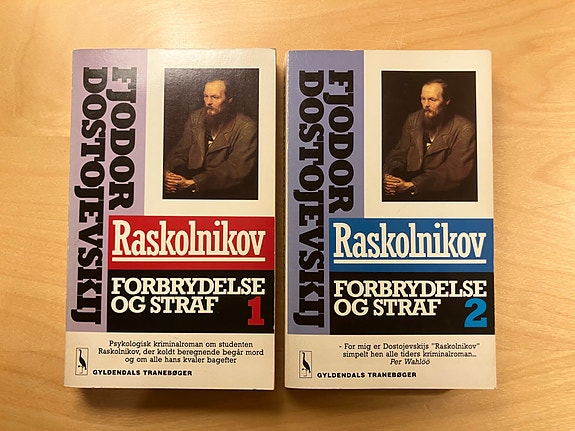 FJODOR
DOSTOJEVSKIJ
Raskolnikov
FORBRYDELSE
OG STRAF 1
Psykologisk kriminalroman om studenten
Raskolnikov, der koldt beregnende begår mord
og om alle hans kvaler bagefter
GYLDENDALS TRANEBØGER
FJODOR
DOSTOJEVSKIJ
Raskolnikov
FORBRYDELSE
OG STRAF 2
- For mig er Dostojevskijs "Raskolnikov"
simpelt hen alle tiders kriminalroman...
Per Wahlöö
GYLDENDALS TRANEBØGER